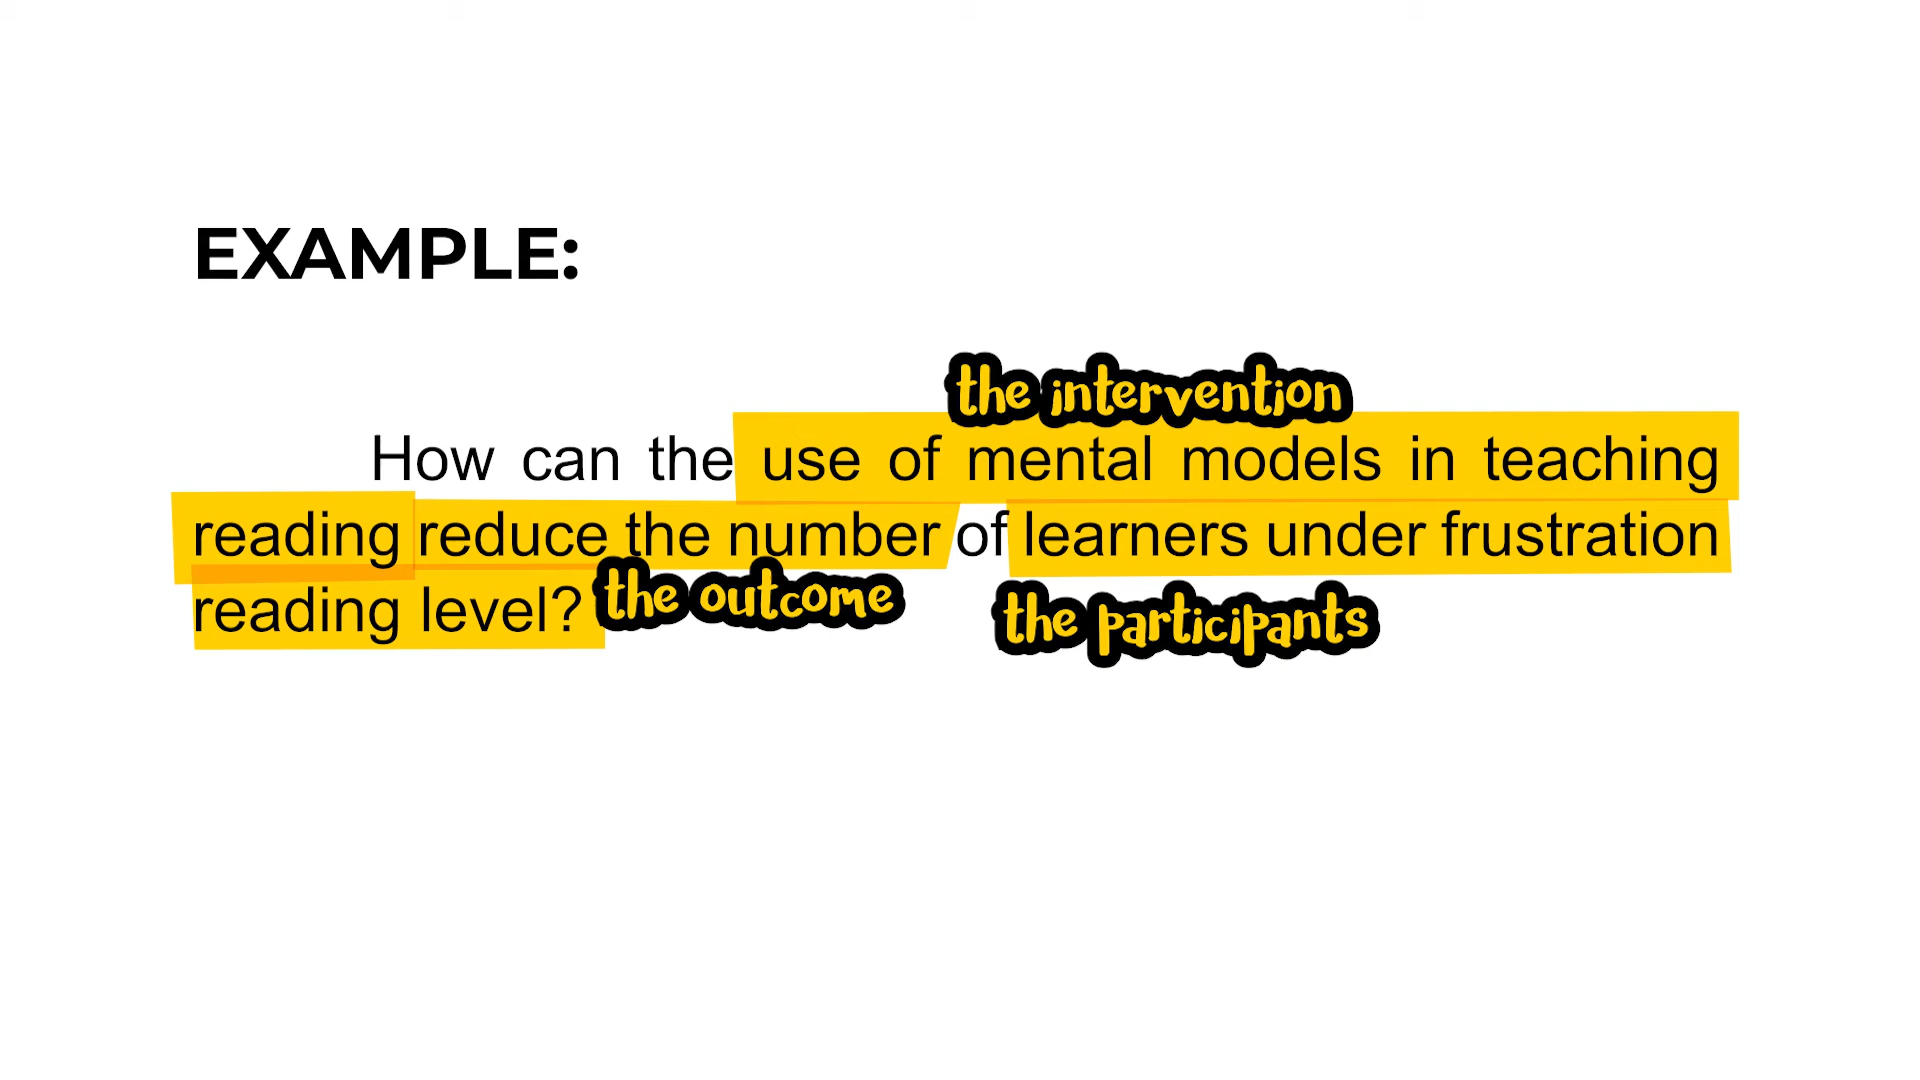 EXAMPLE:
the intervention
How can the use of mental models in teaching
reading reduce the number of learners under frustration
reading level?
the outcome
the participants